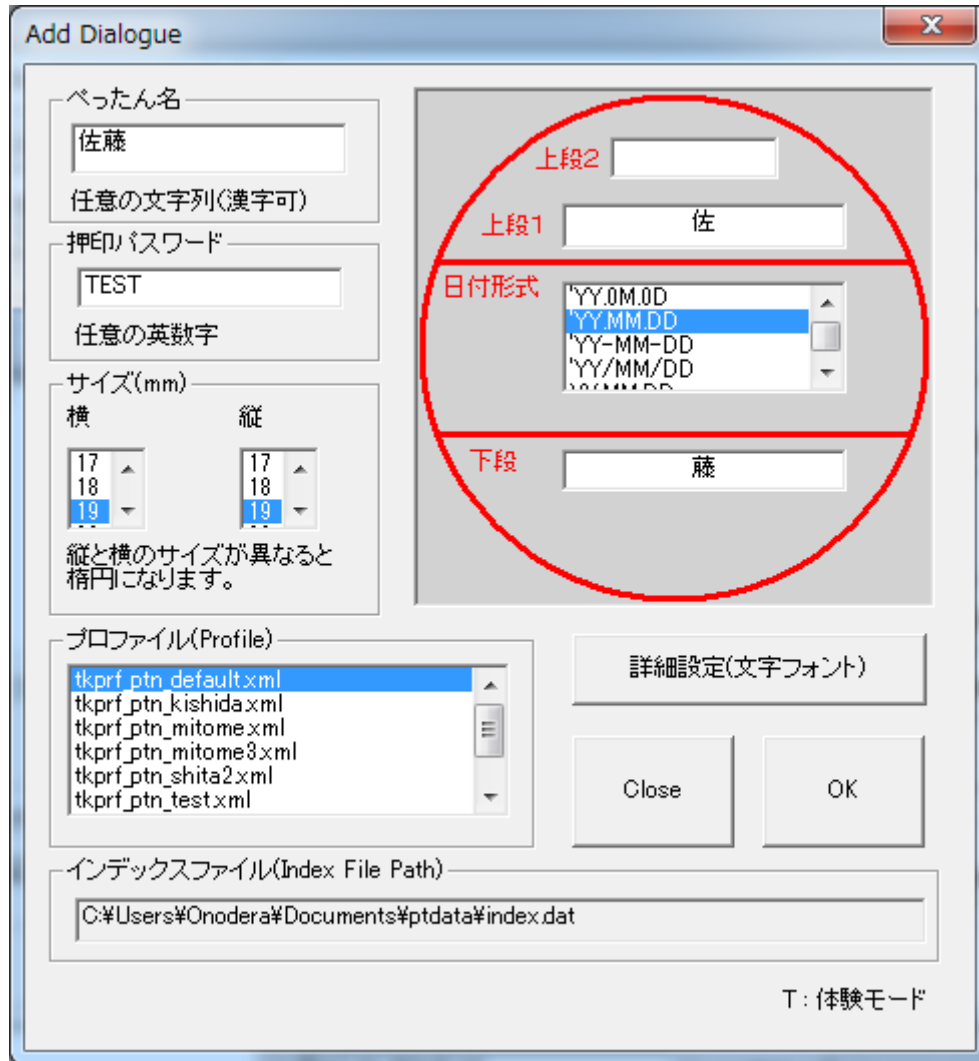 Add Dialogue
ぺったん名
佐藤
任意の文字列(漢字可)
押印パスワード
TEST
任意の英数字
サイズ(mm)
横 縦
17 17
18 18
19 19
縦と横のサイズが異なると
楕円になります。
上段2
上段1 佐
日付形式
'YY.0M.0D
'YY.MM.DD
'YY-MM-DD
'YY/MM/DD
下段 藤
プロファイル(Profile)
tkprf_ptn_default.xml
tkprf_ptn_kishida.xml
tkprf_ptn_mitome.xml
tkprf_ptn_mitome3.xml
tkprf_ptn_shita2.xml
tkprf_ptn_test.xml
詳細設定(文字フォント)
Close OK
インデックスファイル(Index File Path)
C:¥Users¥Onodera¥Documents¥ptdata¥index.dat
T : 体験モード